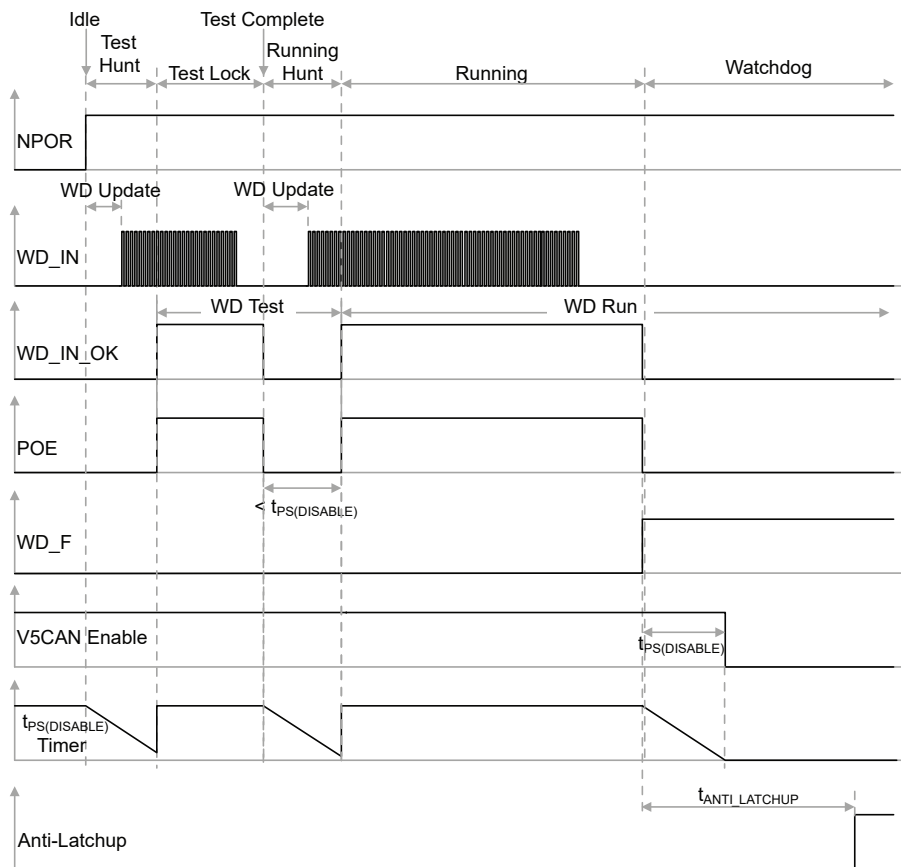 Idle
Test Complete
Test
Hunt
Test Lock
Running
Hunt
Running
Watchdog
NPOR
WD Update
WD Update
WD_IN
WD Test
WD Run
WD_IN_OK
POE
< tPS(DISABLE)
WD_F
V5CAN Enable
tPS(DISABLE)
tPS(DISABLE)
Timer
tANTI_LATCHUP
Anti-Latchup